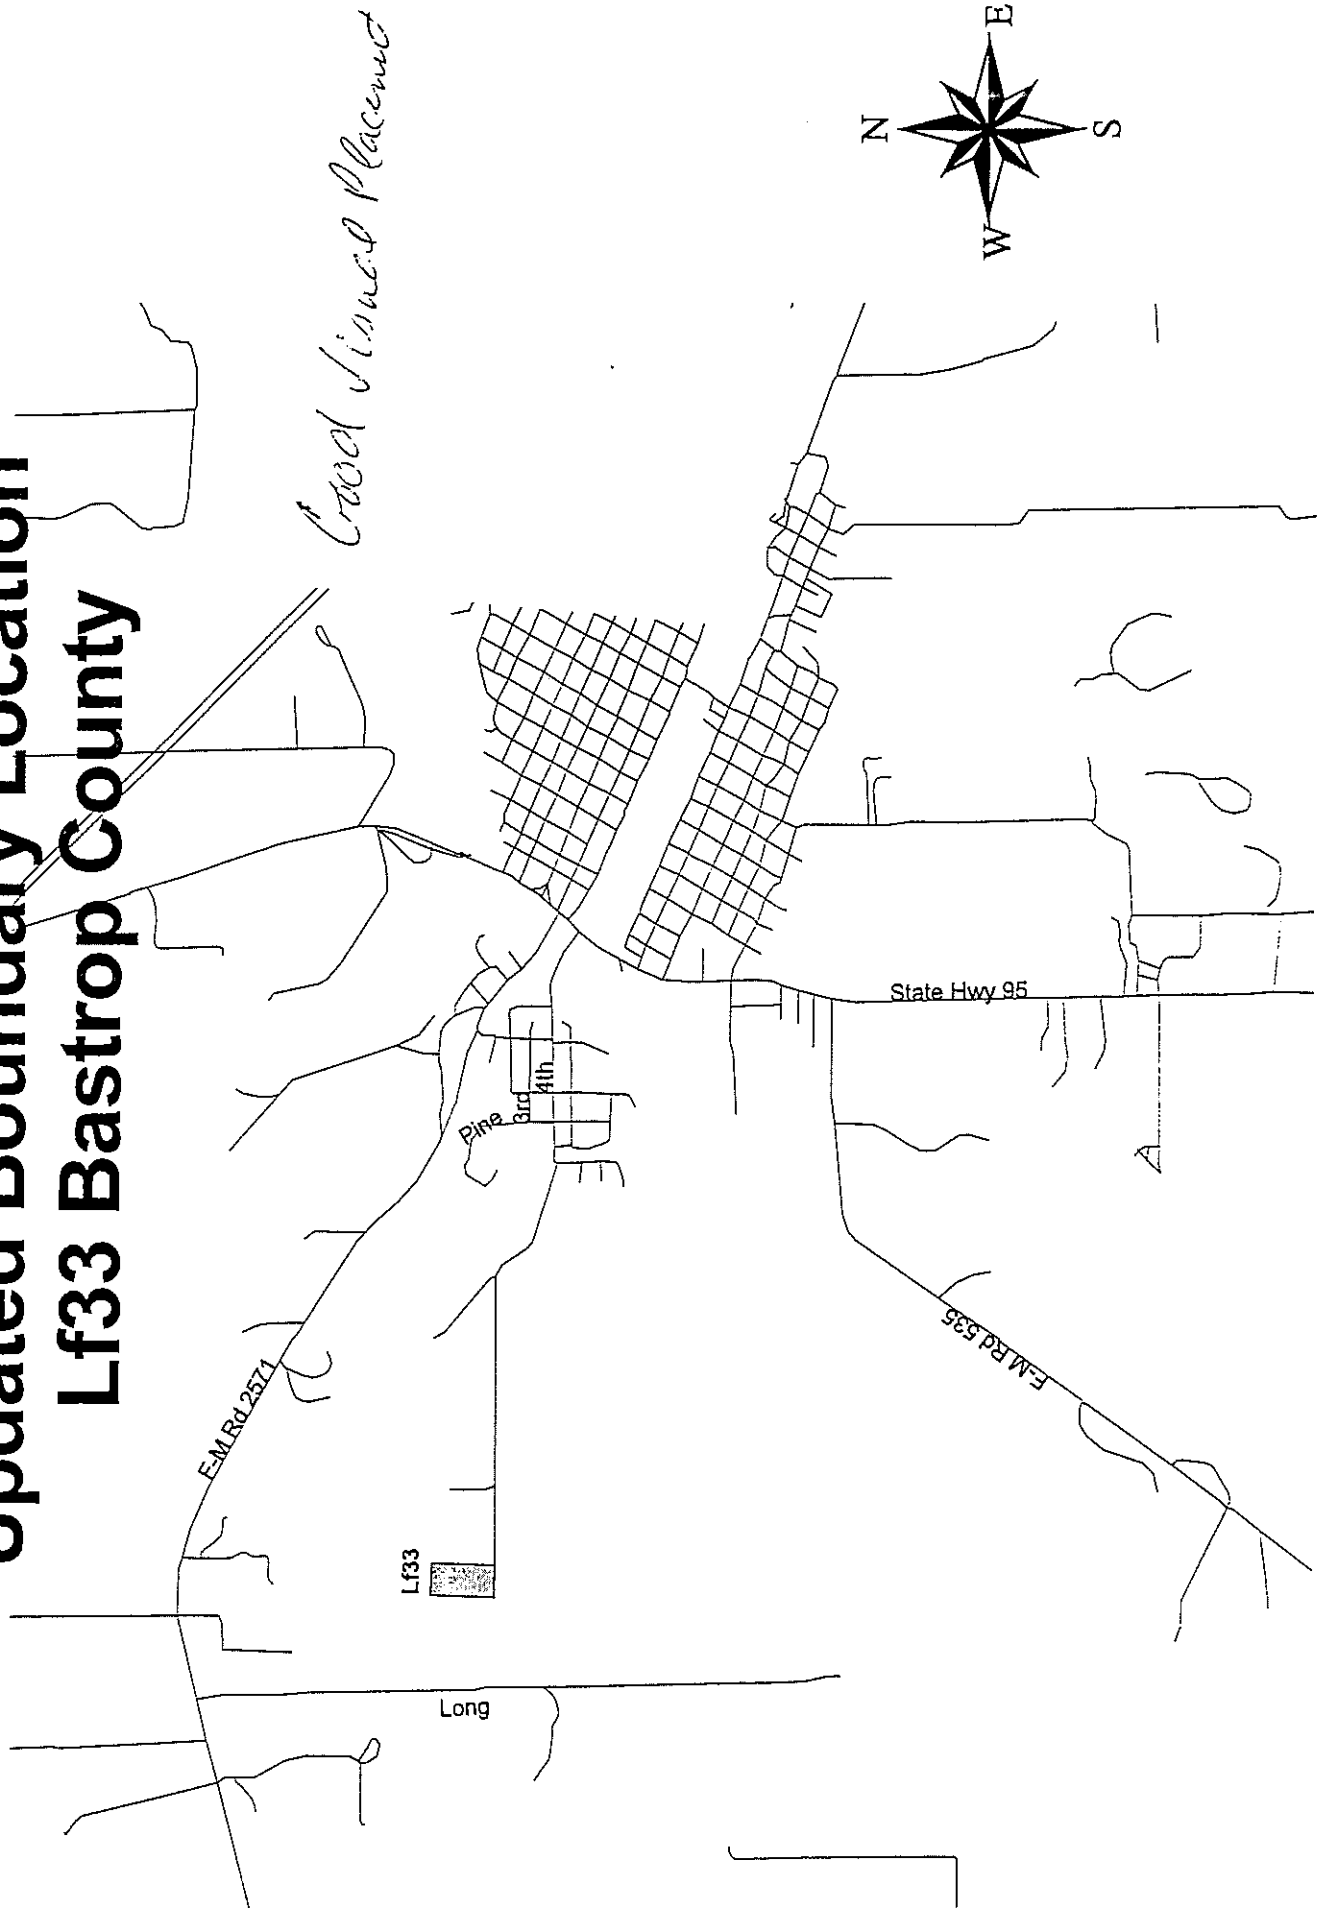 Updated Boundary Location
Lf33 Bastrop County
Good Visual Placement
N
E
S
W
State Hwy 95
4th
3rd
Pine
F-M Rd 2571
F-M Rd 535
Lf33
Long